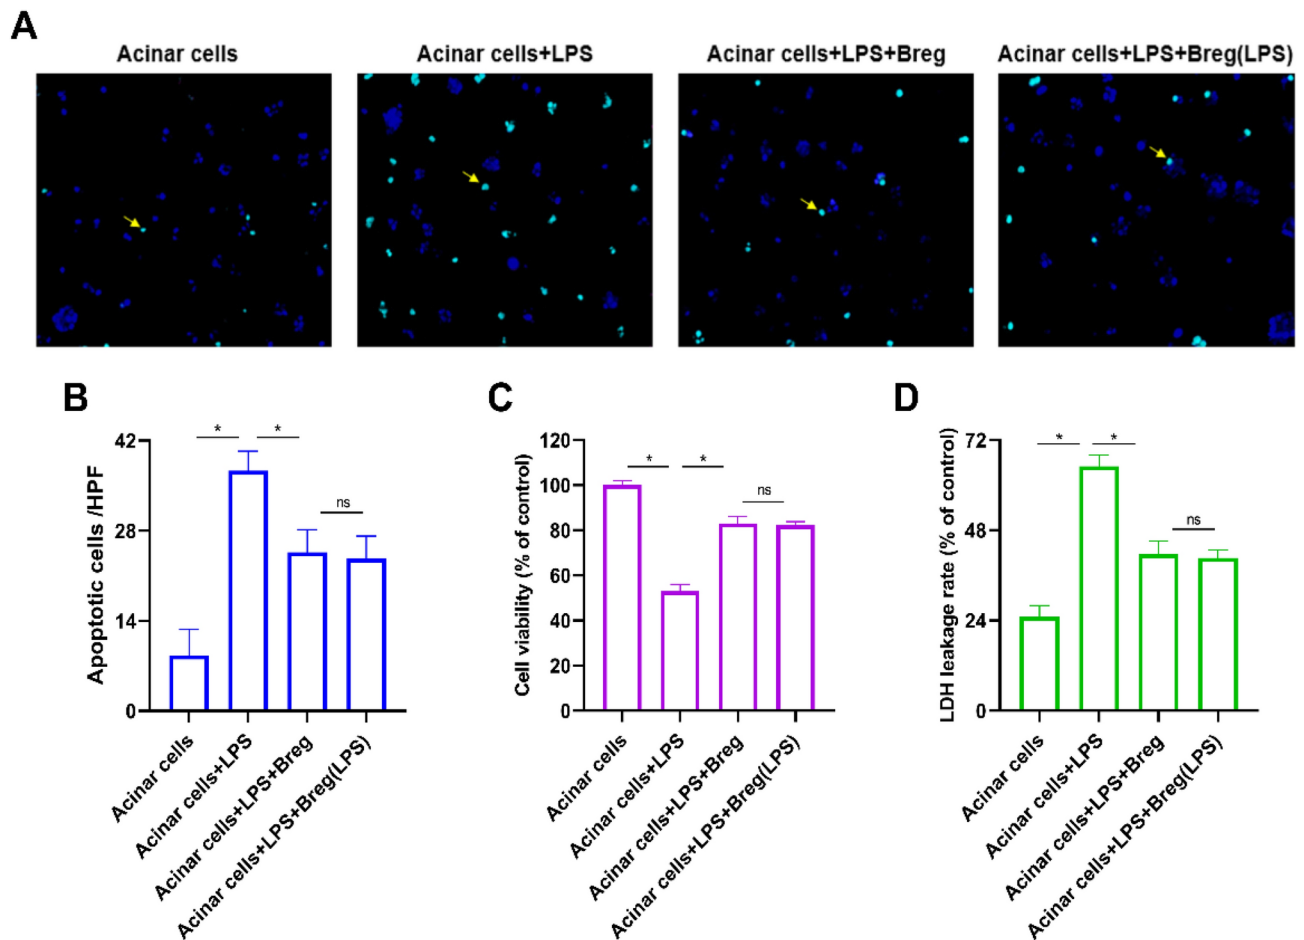 A
Acinar cells
Acinar cells+LPS
Acinar cells+LPS+Breg
Acinar cells+LPS+Breg(LPS)
B
Apoptotic cells /HPF
42
28
14
0
*
*
ns
Acinar cells
Acinar cells+LPS
Acinar cells+LPS+Breg
Acinar cells+LPS+Breg(LPS)
C
Cell viability (% of control)
120
100
80
60
40
20
0
*
*
ns
Acinar cells
Acinar cells+LPS
Acinar cells+LPS+Breg
Acinar cells+LPS+Breg(LPS)
D
LDH leakage rate (% of control)
72
48
24
0
*
*
ns
Acinar cells
Acinar cells+LPS
Acinar cells+LPS+Breg
Acinar cells+LPS+Breg(LPS)